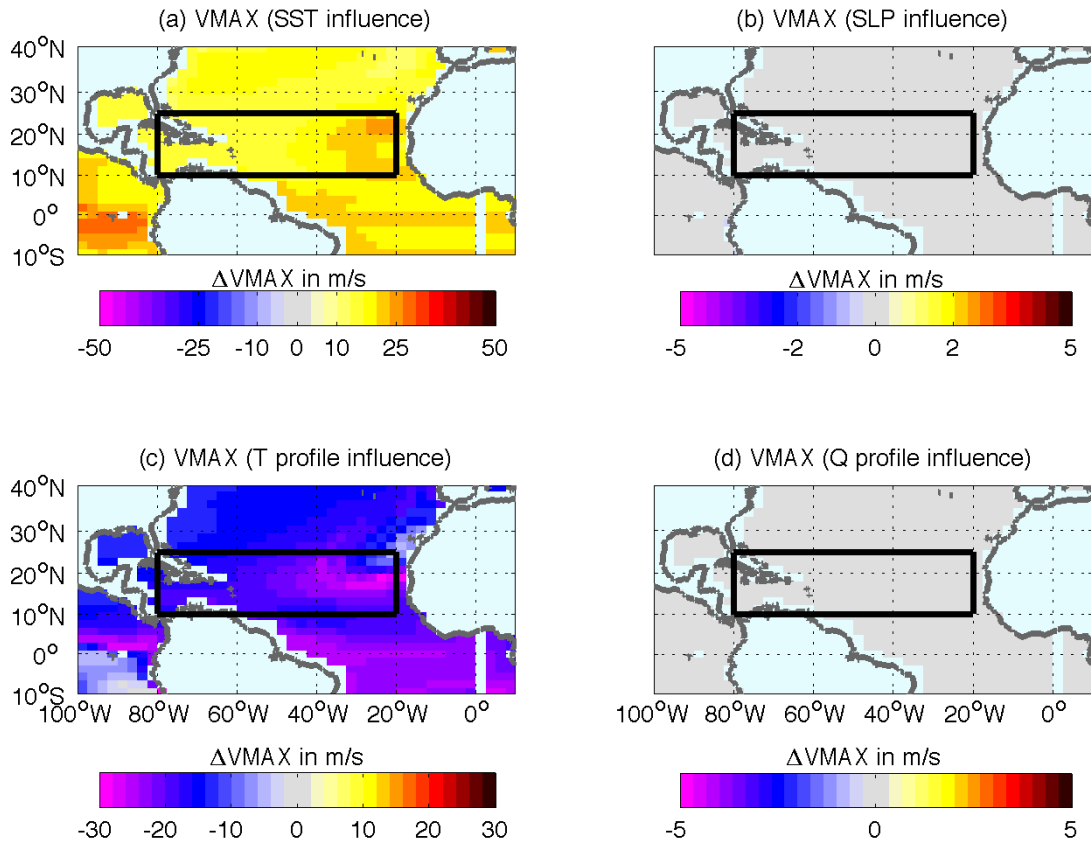 (a) VMAX (SST influence)
40°N
30°N
20°N
10°N
0°
10°S
ΔVMAX in m/s
-50 -25 -10 0 10 25 50
(b) VMAX (SLP influence)
ΔVMAX in m/s
-5 -2 0 2 5
(c) VMAX (T profile influence)
40°N
30°N
20°N
10°N
0°
10°S
100°W 80°W 60°W 40°W 20°W 0°
ΔVMAX in m/s
-30 -20 -10 0 10 20 30
(d) VMAX (Q profile influence)
100°W 80°W 60°W 40°W 20°W 0°
ΔVMAX in m/s
-5 0 5